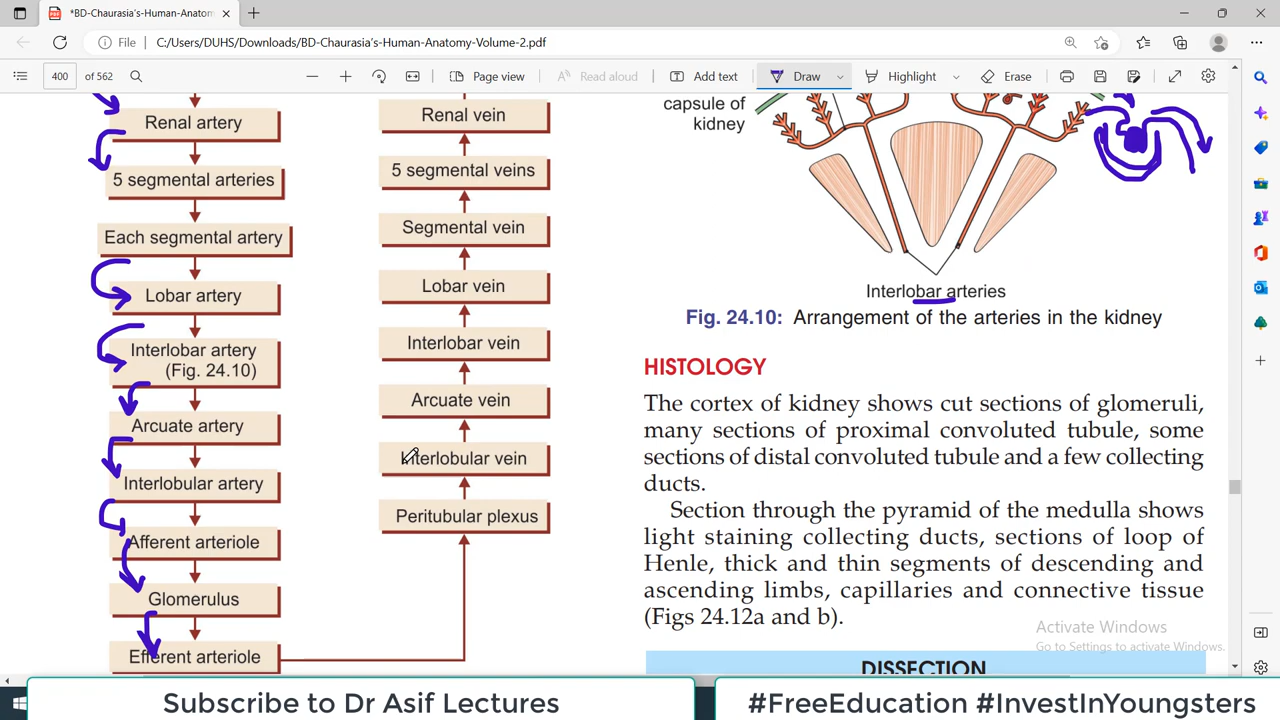 *BD-Chaurasia's-Human-Anatom
File
C:/Users/DUHS/Downloads/BD-Chaurasia's-Human-Anatomy-Volume-2.pdf
400
of 562
Page view
Read aloud
Add text
Draw
Highlight
Erase
Renal artery
5 segmental arteries
Each segmental artery
Lobar artery
Interlobar artery
(Fig. 24.10)
Arcuate artery
Interlobular artery
Afferent arteriole
Glomerulus
Efferent arteriole
Renal vein
5 segmental veins
Segmental vein
Lobar vein
Interlobar vein
Arcuate vein
Interlobular vein
Peritubular plexus
capsule of
kidney
Interlobar arteries
Fig. 24.10: Arrangement of the arteries in the kidney
HISTOLOGY
The cortex of kidney shows cut sections of glomeruli,
many sections of proximal convoluted tubule, some
sections of distal convoluted tubule and a few collecting
ducts.
Section through the pyramid of the medulla shows
light staining collecting ducts, sections of loop of
Henle, thick and thin segments of descending and
ascending limbs, capillaries and connective tissue
(Figs 24.12a and b).
Activate Windows
Go to Settings to activate Windows.
DISSECTION
Subscribe to Dr Asif Lectures
#FreeEducation #InvestInYoungsters